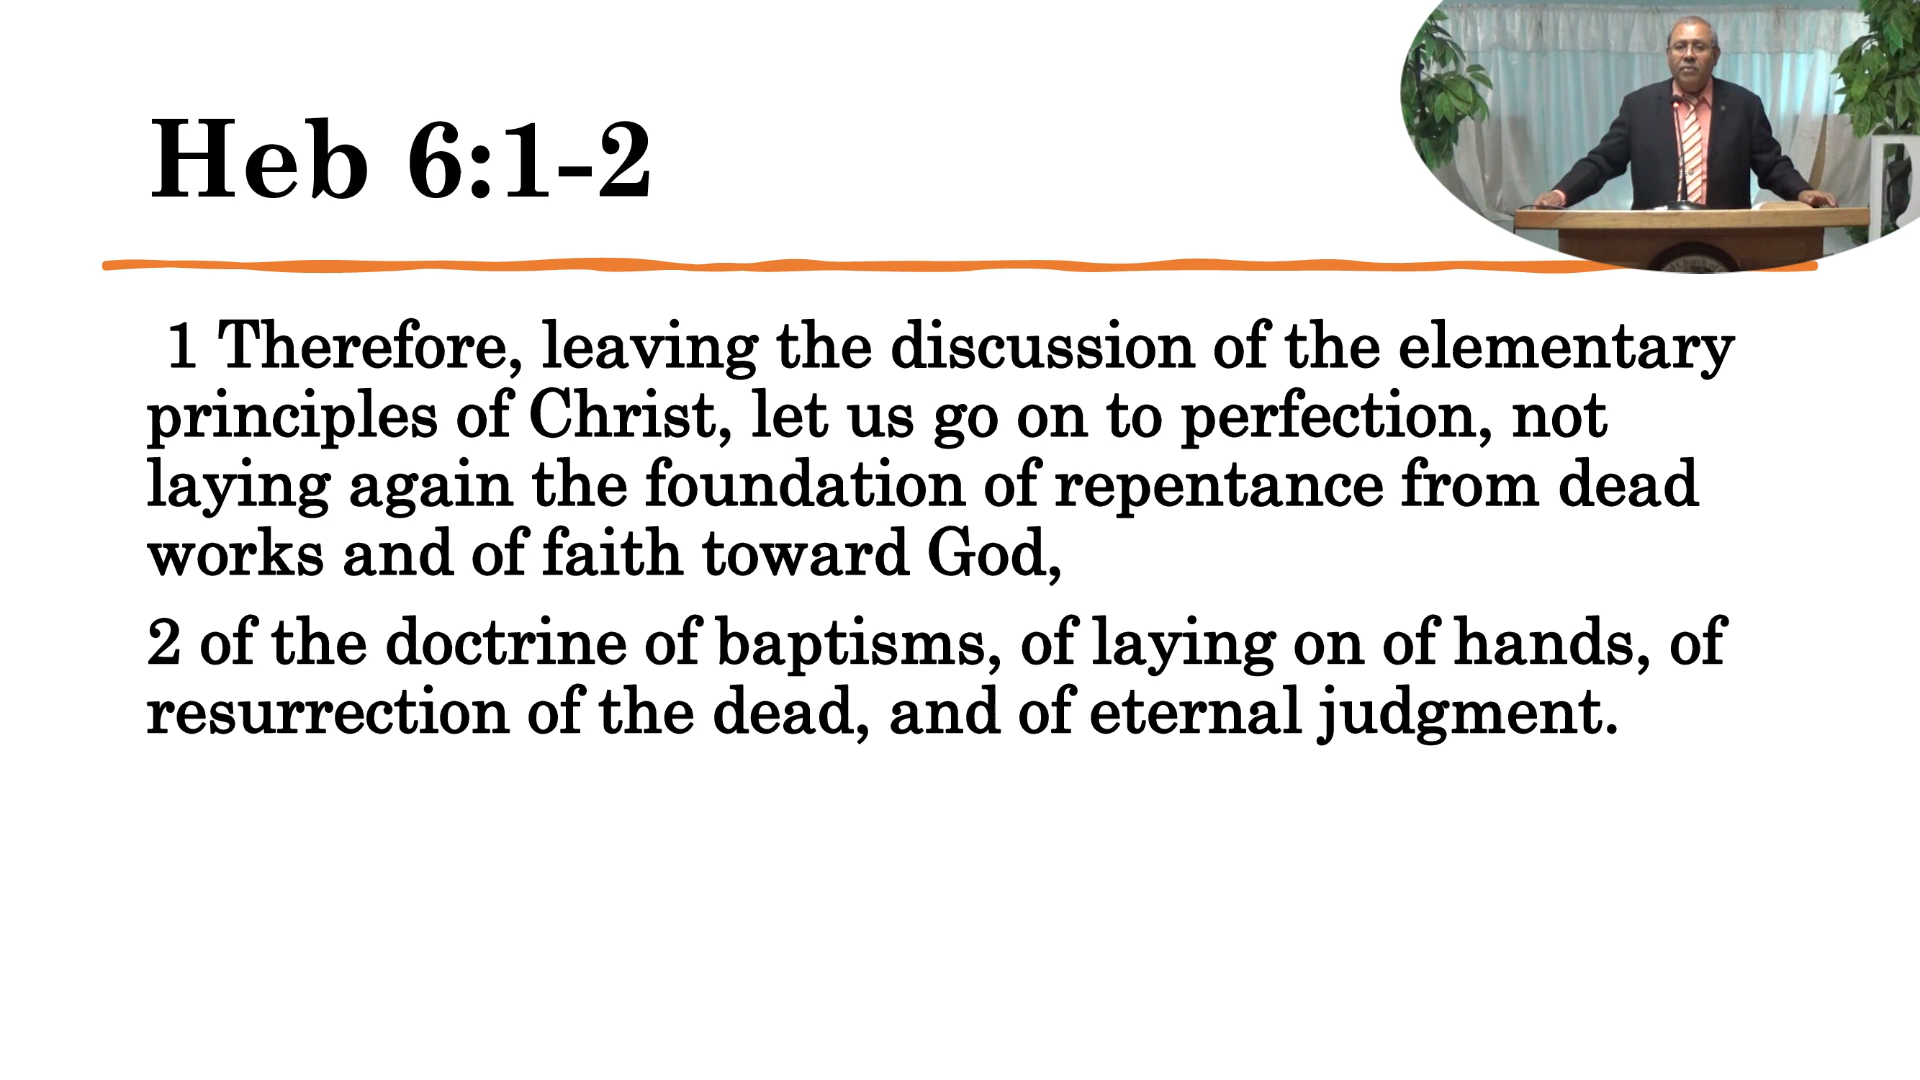 Heb 6:1-2
1 Therefore, leaving the discussion of the elementary
principles of Christ, let us go on to perfection, not
laying again the foundation of repentance from dead
works and of faith toward God,
2 of the doctrine of baptisms, of laying on of hands, of
resurrection of the dead, and of eternal judgment.
Church of